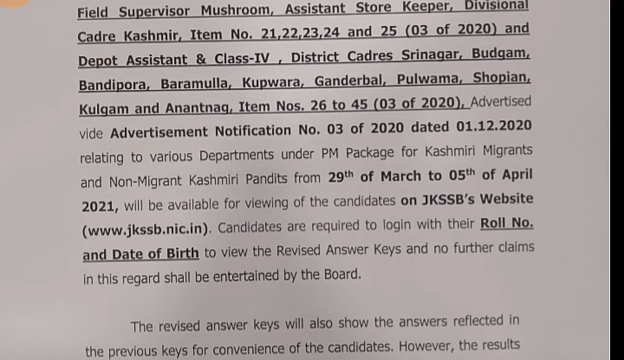 Field Supervisor Mushroom, Assistant Store Keeper, Divisional
Cadre Kashmir, Item No. 21,22,23,24 and 25 (03 of 2020) and
Depot Assistant & Class-IV , District Cadres Srinagar, Budgam,
Bandipora, Baramulla, Kupwara, Ganderbal, Pulwama, Shopian,
Kulgam and Anantnag, Item Nos. 26 to 45 (03 of 2020), Advertised
vide Advertisement Notification No. 03 of 2020 dated 01.12.2020
relating to various Departments under PM Package for Kashmiri Migrants
and Non-Migrant Kashmiri Pandits from 29th of March to 05th of April
2021, will be available for viewing of the candidates on JKSSB's Website
(www.jkssb.nic.in). Candidates are required to login with their Roll No.
and Date of Birth to view the Revised Answer Keys and no further claims
in this regard shall be entertained by the Board.
The revised answer keys will also show the answers reflected in
the previous keys for convenience of the candidates. However, the results